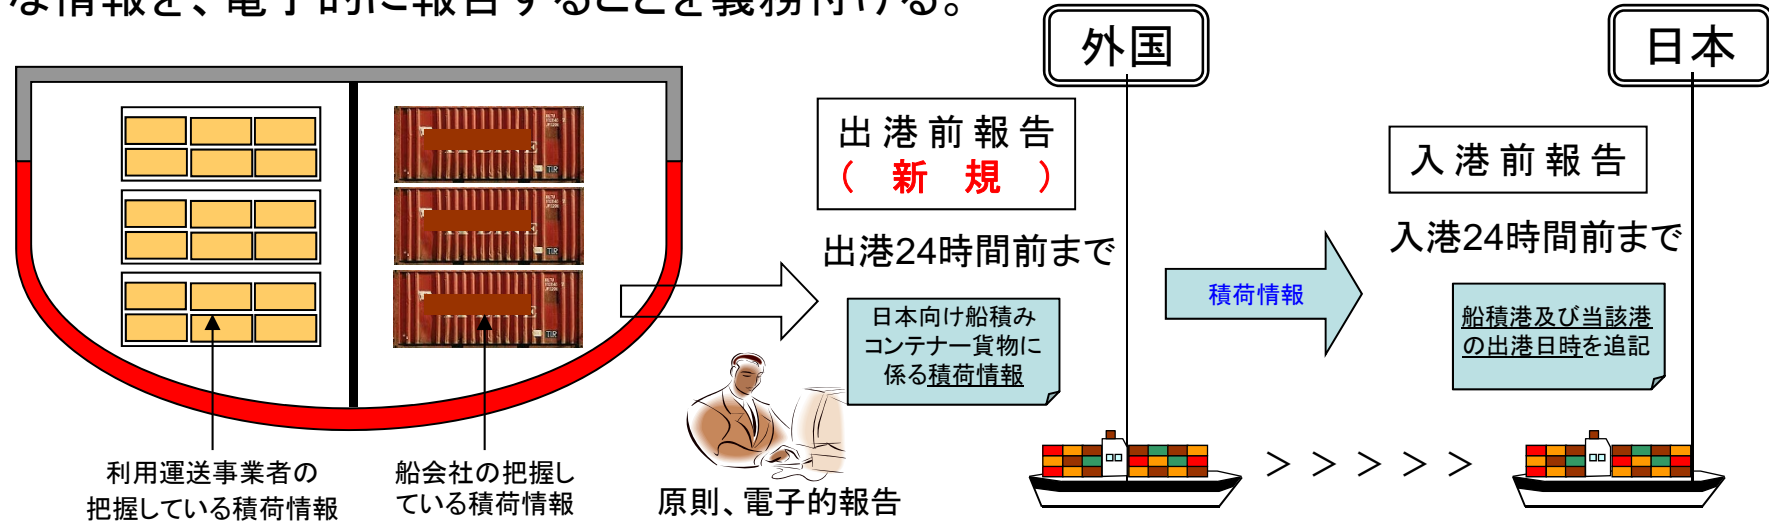 な情報を、電子的に報告することを義務付ける。
外国
日本
出港前報告
(新規)
入港前報告
出港24時間前まで
入港24時間前まで
日本向け船積み
コンテナー貨物に
係る積荷情報
積荷情報
船積港及び当該港
の出港日時を追記
利用運送事業者の
把握している積荷情報
船会社の把握し
ている積荷情報
原則、電子的報告
＞＞＞＞＞